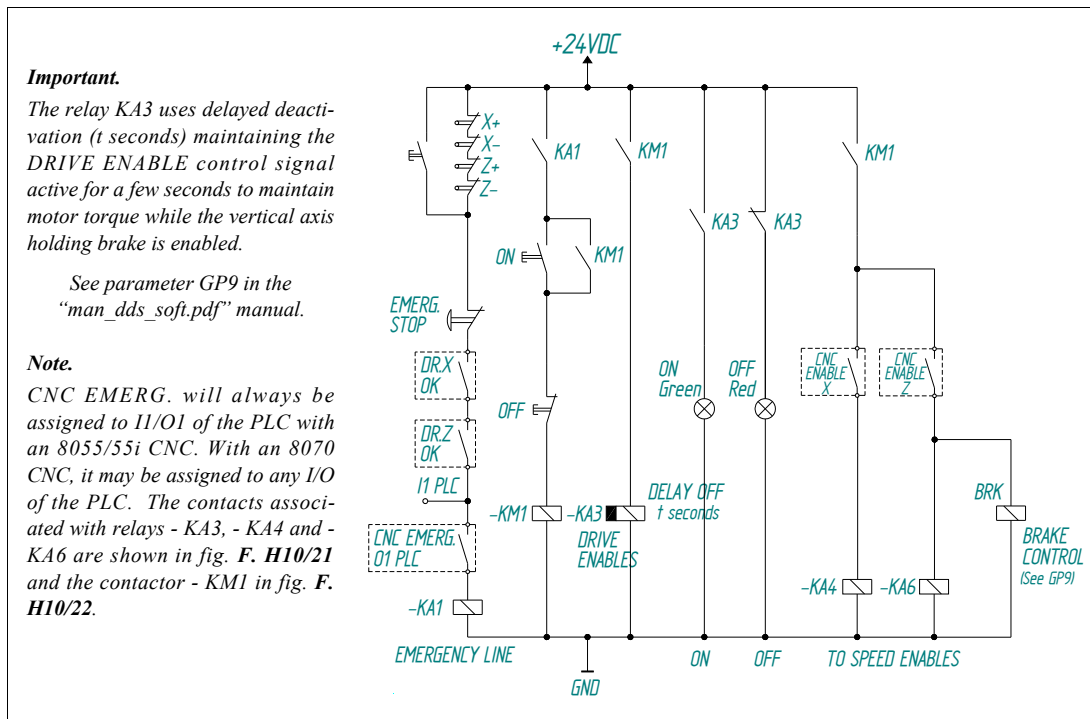 Important.
The relay KA3 uses delayed deacti-
vation (t seconds) maintaining the
DRIVE ENABLE control signal
active for a few seconds to maintain
motor torque while the vertical axis
holding brake is enabled.
See parameter GP9 in the
“man_dds_soft.pdf” manual.
Note.
CNC EMERG. will always be
assigned to I1/O1 of the PLC with
an 8055/55i CNC. With an 8070
CNC, it may be assigned to any I/O
of the PLC. The contacts associ-
ated with relays - KA3, - KA4 and -
KA6 are shown in fig. F. H10/21
and the contactor - KM1 in fig. F.
H10/22.
+24VDC
X+
X-
Z+
Z-
KA1
KM1
KM1
KA3
KA3
ON
KM1
EMERG.
STOP
DR.X
OK
ON
Green
OFF
Red
CNC
ENABLE
X
CNC
ENABLE
Z
OFF
DR.Z
OK
I1 PLC
-KM1
-KA3
DELAY OFF
t seconds
DRIVE
ENABLES
BRK
CNC EMERG.
O1 PLC
BRAKE
CONTROL
(See GP9)
-KA1
-KA4
-KA6
EMERGENCY LINE
ON
OFF
TO SPEED ENABLES
GND